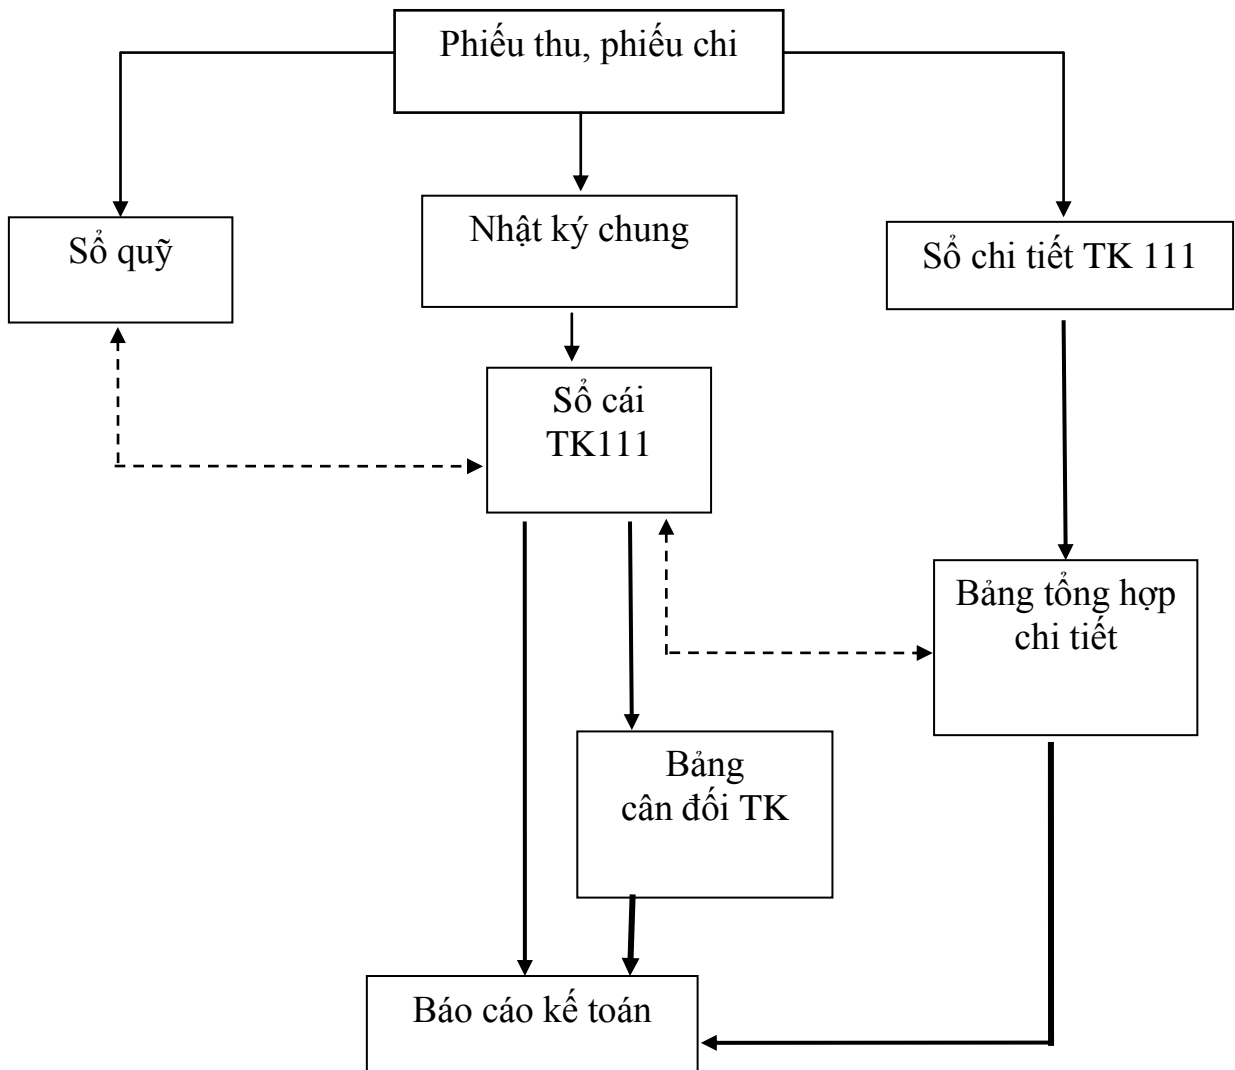 Phiếu thu, phiếu chi
Sổ quỹ
Nhật ký chung
Sổ chi tiết TK 111
Sổ cái
TK111
Bảng tổng hợp
chi tiết
Bảng
cân đối TK
Báo cáo kế toán